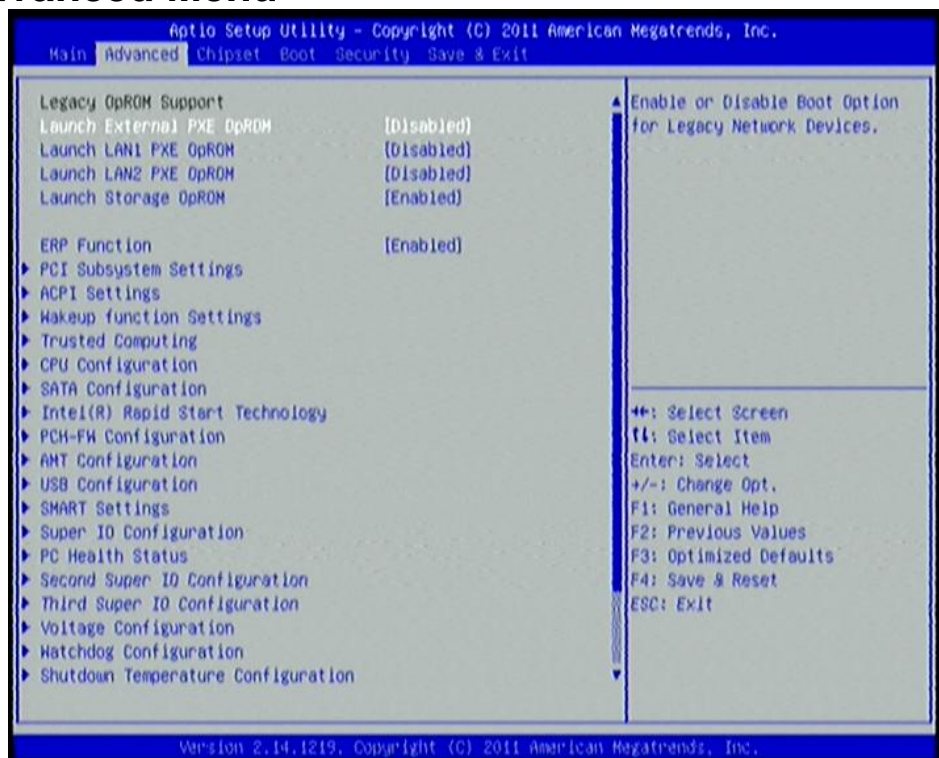 Aptio Setup Utility - Copyright (C) 2011 American Megatrends, Inc.
Main Advanced Chipset Boot Security Save & Exit
Legacy OpROM Support
Launch External PXE OpROM [Disabled]
Launch LAN1 PXE OpROM [Disabled]
Launch LAN2 PXE OpROM [Disabled]
Launch Storage OpROM [Enabled]
ERP Function [Enabled]
PCI Subsystem Settings
ACPI Settings
Wakeup function Settings
Trusted Computing
CPU Configuration
SATA Configuration
Intel(R) Rapid Start Technology
PCH-FW Configuration
AMT Configuration
USB Configuration
SMART Settings
Super IO Configuration
PC Health Status
Second Super IO Configuration
Third Super IO Configuration
Voltage Configuration
Watchdog Configuration
Shutdown Temperature Configuration
Enable or Disable Boot Option
for Legacy Network Devices.
→←: Select Screen
↑↓: Select Item
Enter: Select
+/-: Change Opt.
F1: General Help
F2: Previous Values
F3: Optimized Defaults
F4: Save & Reset
ESC: Exit
Version 2.14.1219. Copyright (C) 2011 American Megatrends, Inc.